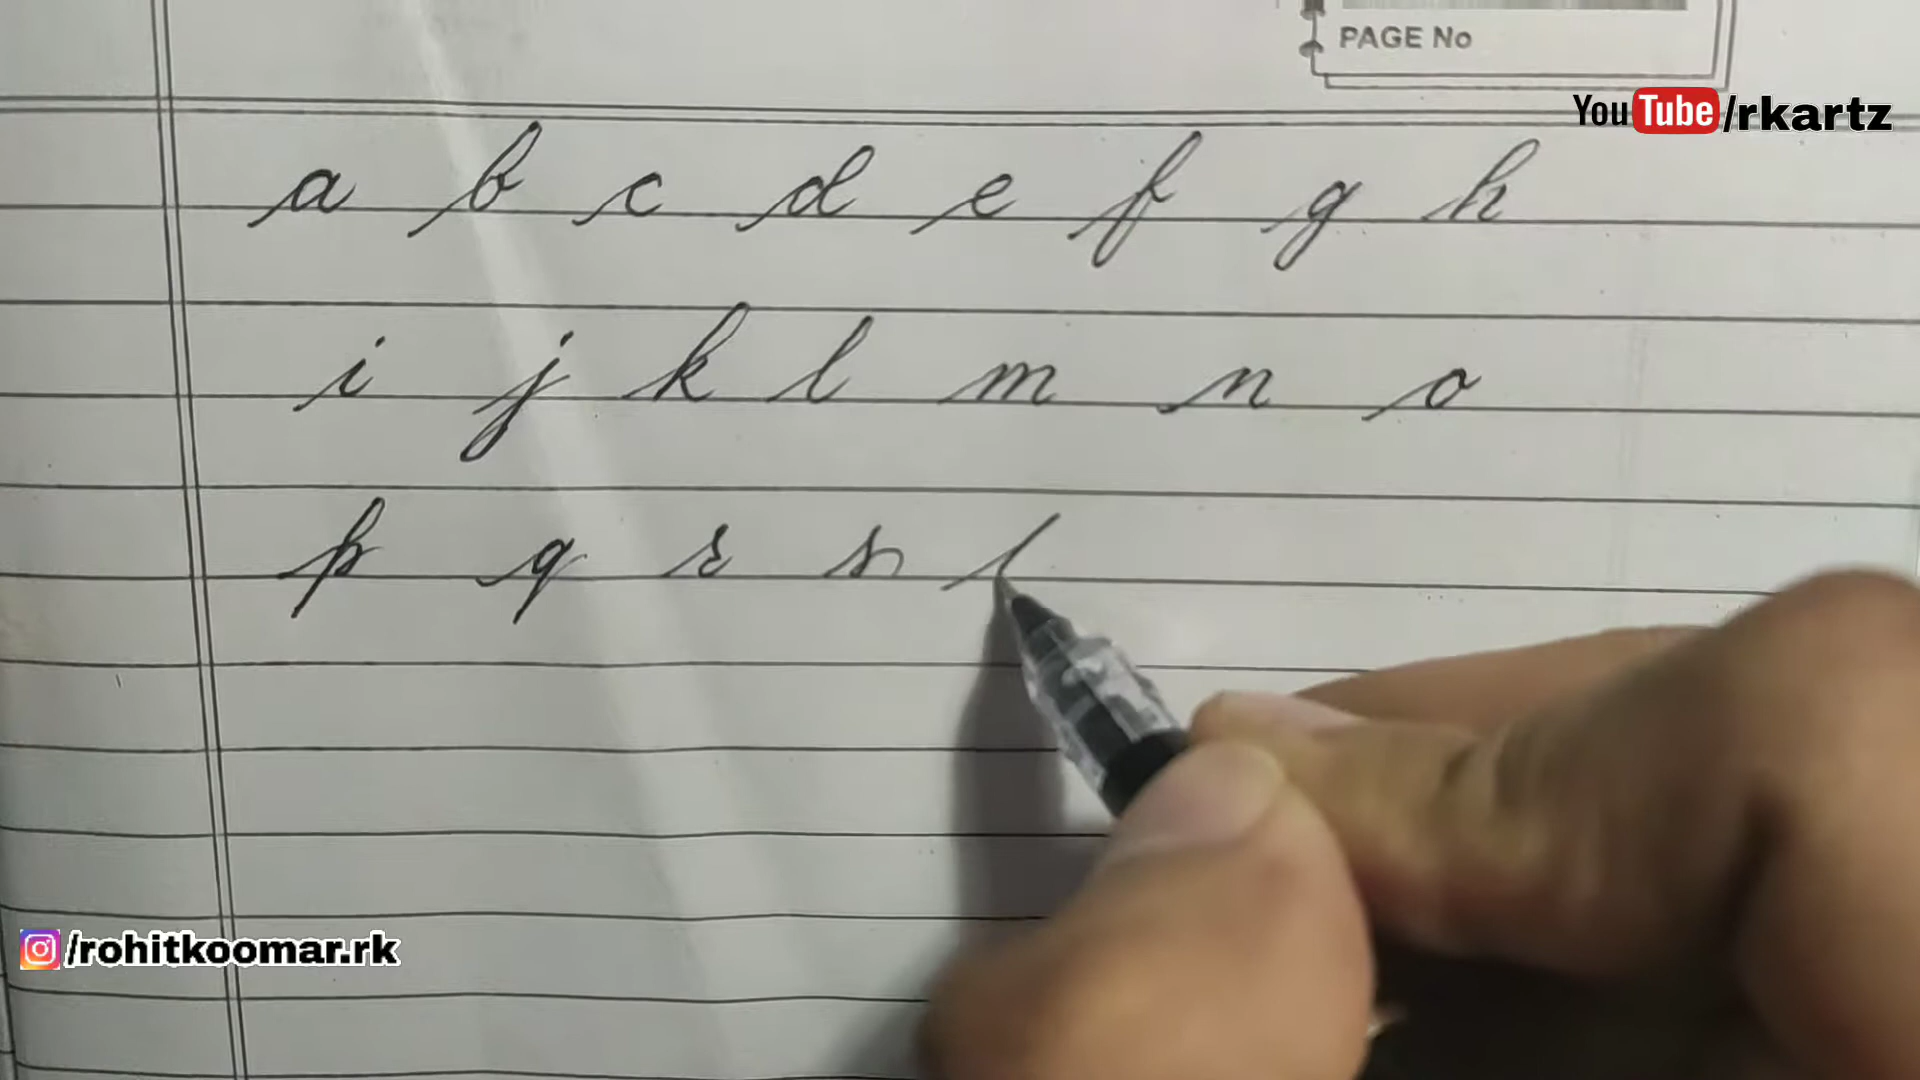 PAGE No
YouTube/rkartz
a b c d e f g h
i j k l m n o
p q r s
/rohitkoomar.rk